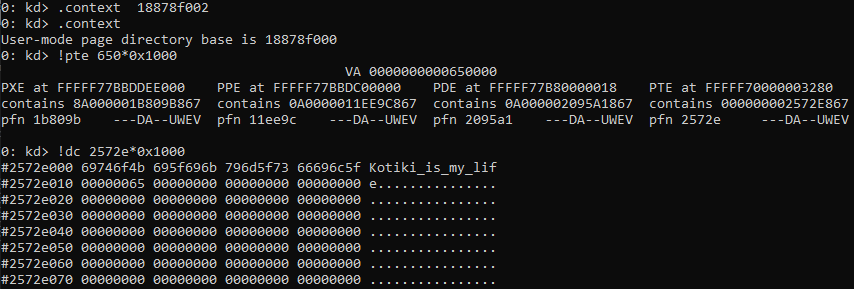 0: kd> .context  18878f002
0: kd> .context
User-mode page directory base is 18878f000
0: kd> !pte 650*0x1000
VA 0000000000650000
PXE at FFFFF77BBDDEE000    PPE at FFFFF77BBDC00000    PDE at FFFFF77B80000018    PTE at FFFFF70000003280
contains 8A000001B809B867  contains 0A0000011EE9C867  contains 0A000002095A1867  contains 000000002572E867
pfn 1b809b    ---DA--UWEV  pfn 11ee9c    ---DA--UWEV  pfn 2095a1    ---DA--UWEV  pfn 2572e     ---DA--UWEV
0: kd> !dc 2572e*0x1000
#2572e000 69746f4b 695f696b 796d5f73 66696c5f Kotiki_is_my_lif
#2572e010 00000065 00000000 00000000 00000000 e...............
#2572e020 00000000 00000000 00000000 00000000 ................
#2572e030 00000000 00000000 00000000 00000000 ................
#2572e040 00000000 00000000 00000000 00000000 ................
#2572e050 00000000 00000000 00000000 00000000 ................
#2572e060 00000000 00000000 00000000 00000000 ................
#2572e070 00000000 00000000 00000000 00000000 ................